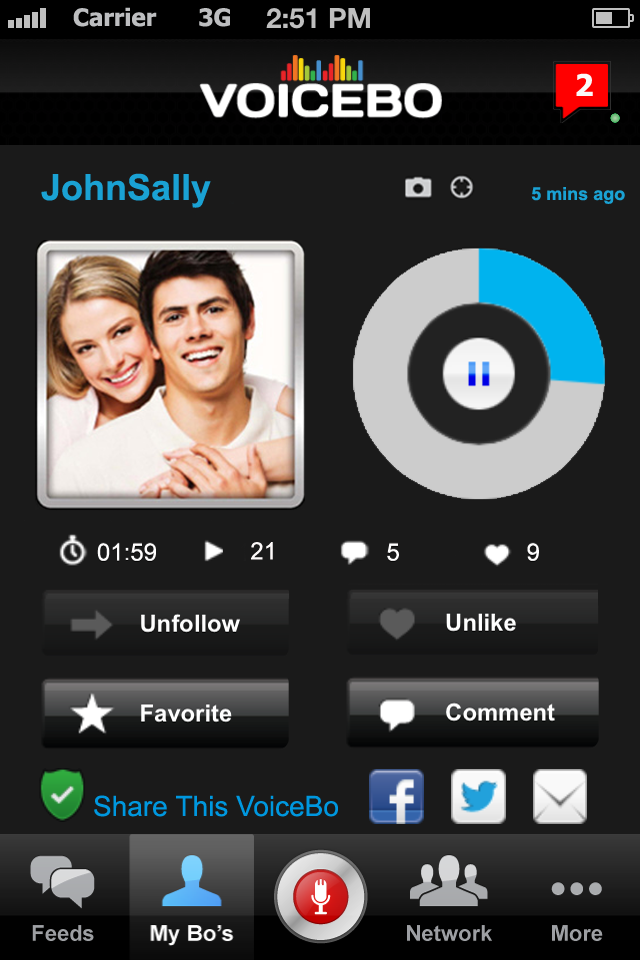 Carrier 3G 2:51 PM
VOICEBO
2
JohnSally
5 mins ago
01:59 21 5 9
Unfollow Unlike
Favorite Comment
Share This VoiceBo
Feeds My Bo's Network More